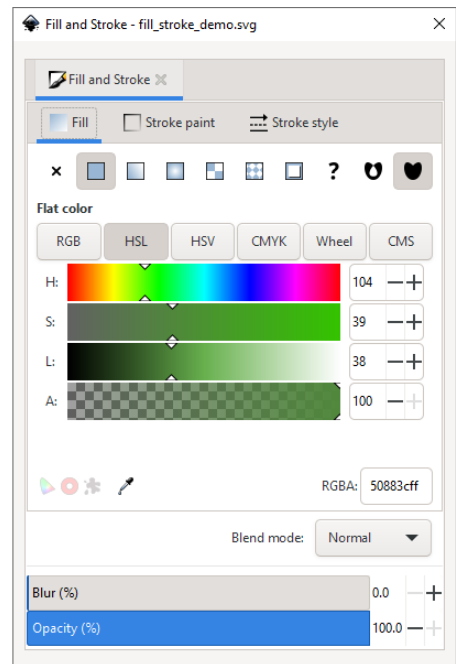 Fill and Stroke - fill_stroke_demo.svg
Fill and Stroke
Fill Stroke paint Stroke style
?
Flat color
RGB HSL HSV CMYK Wheel CMS
H: 104
S: 39
L: 38
A: 100
RGBA: 50883cff
Blend mode: Normal
Blur (%) 0.0
Opacity (%) 100.0